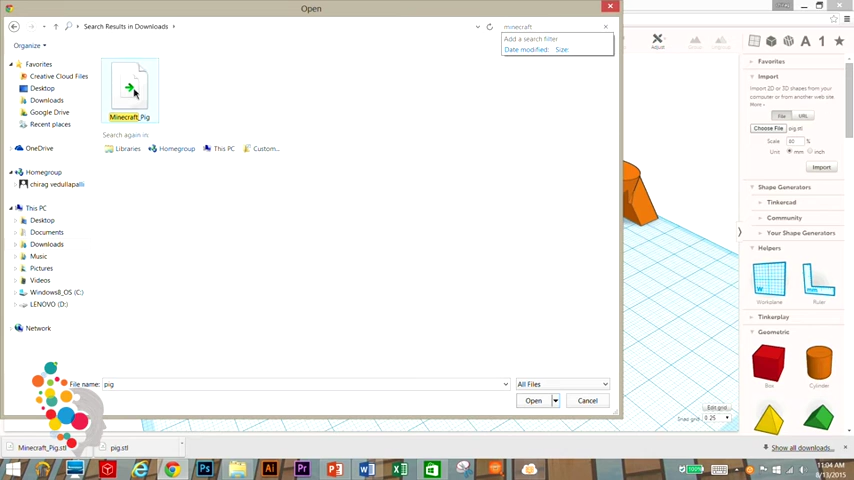 Open
Search Results in Downloads
minecraft
Add a search filter
Date modified: Size:
Organize
Favorites
Creative Cloud Files
Desktop
Downloads
Google Drive
Recent places
OneDrive
Homegroup
chirag vedullapalli
This PC
Desktop
Documents
Downloads
Music
Pictures
Videos
Windows8_OS (C:)
LENOVO (D:)
Network
Minecraft_Pig
Search again in:
Libraries Homegroup This PC Custom...
File name: pig
All Files
Open Cancel
Adjust
Favorites
Import
Import 2D or 3D shapes from your
computer or from another web site.
More
File URL
Choose File pig.stl
Scale 80 %
Unit mm inch
Import
Shape Generators
Tinkercad
Community
Your Shape Generators
Helpers
Workplane Ruler
Tinkerplay
Geometric
Box Cylinder
Edit grid
Snap grid 0.25
Minecraft_Pig.stl pig.stl Show all downloads...
100%
11:04 AM
8/13/2015